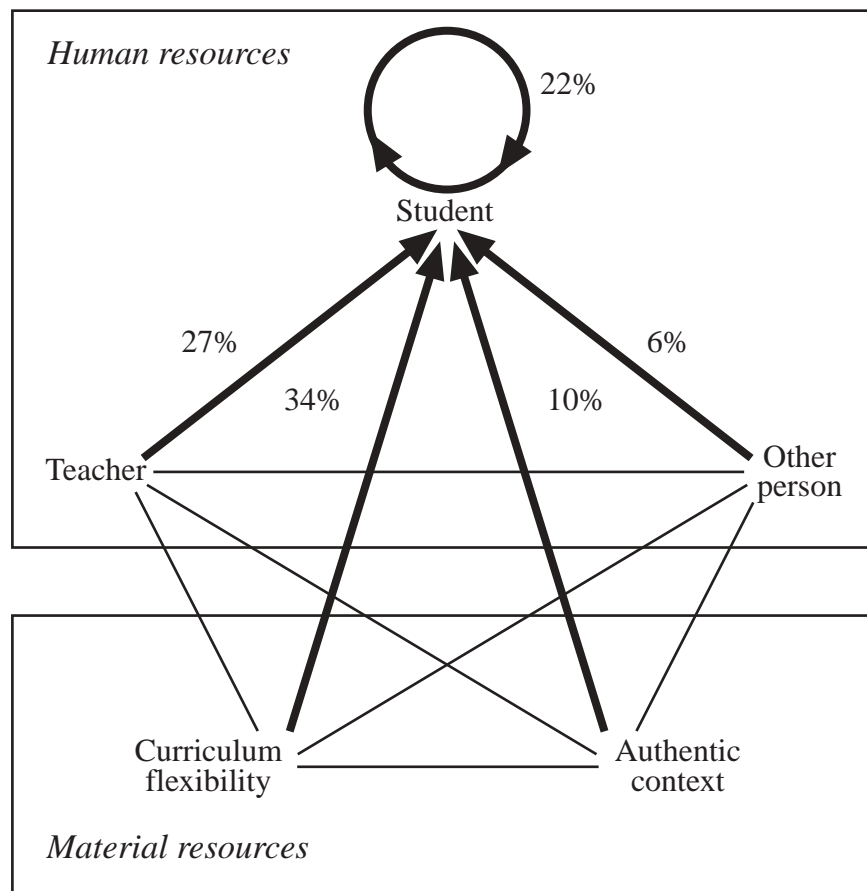 Human resources
22%
Student
27%
6%
34%
10%
Teacher
Other
person
Curriculum
flexibility
Authentic
context
Material resources